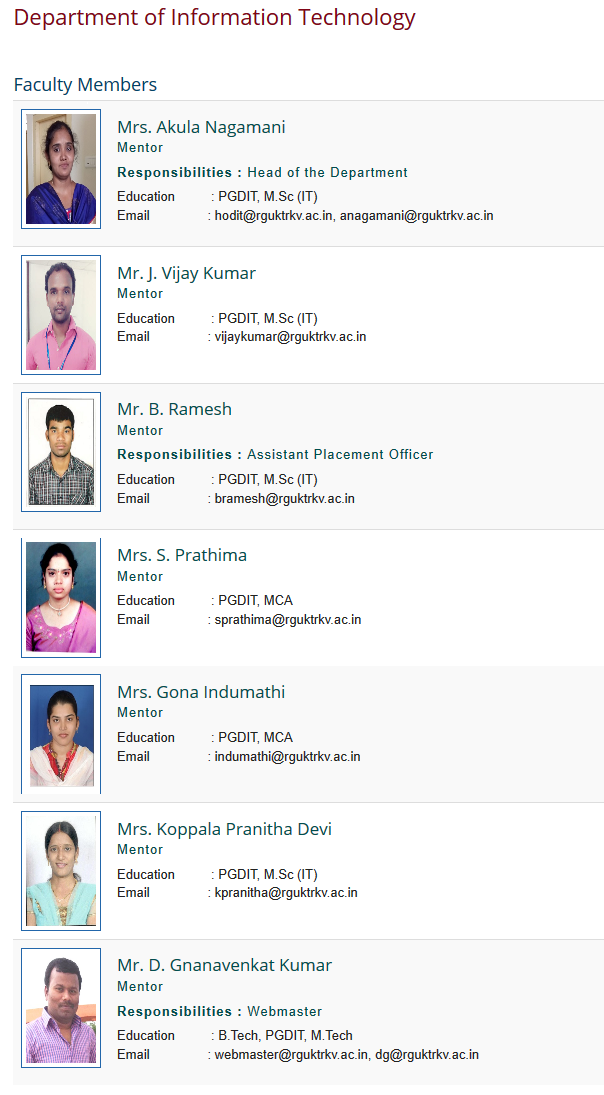 Department of Information Technology
Faculty Members
Mrs. Akula Nagamani
Mentor
Responsibilities : Head of the Department
Education : PGDIT, M.Sc (IT)
Email : hodit@rguktrkv.ac.in, anagamani@rguktrkv.ac.in
Mr. J. Vijay Kumar
Mentor
Education : PGDIT, M.Sc (IT)
Email : vijaykumar@rguktrkv.ac.in
Mr. B. Ramesh
Mentor
Responsibilities : Assistant Placement Officer
Education : PGDIT, M.Sc (IT)
Email : bramesh@rguktrkv.ac.in
Mrs. S. Prathima
Mentor
Education : PGDIT, MCA
Email : sprathima@rguktrkv.ac.in
Mrs. Gona Indumathi
Mentor
Education : PGDIT, MCA
Email : indumathi@rguktrkv.ac.in
Mrs. Koppala Pranitha Devi
Mentor
Education : PGDIT, M.Sc (IT)
Email : kpranitha@rguktrkv.ac.in
Mr. D. Gnanavenkat Kumar
Mentor
Responsibilities : Webmaster
Education : B.Tech, PGDIT, M.Tech
Email : webmaster@rguktrkv.ac.in, dg@rguktrkv.ac.in